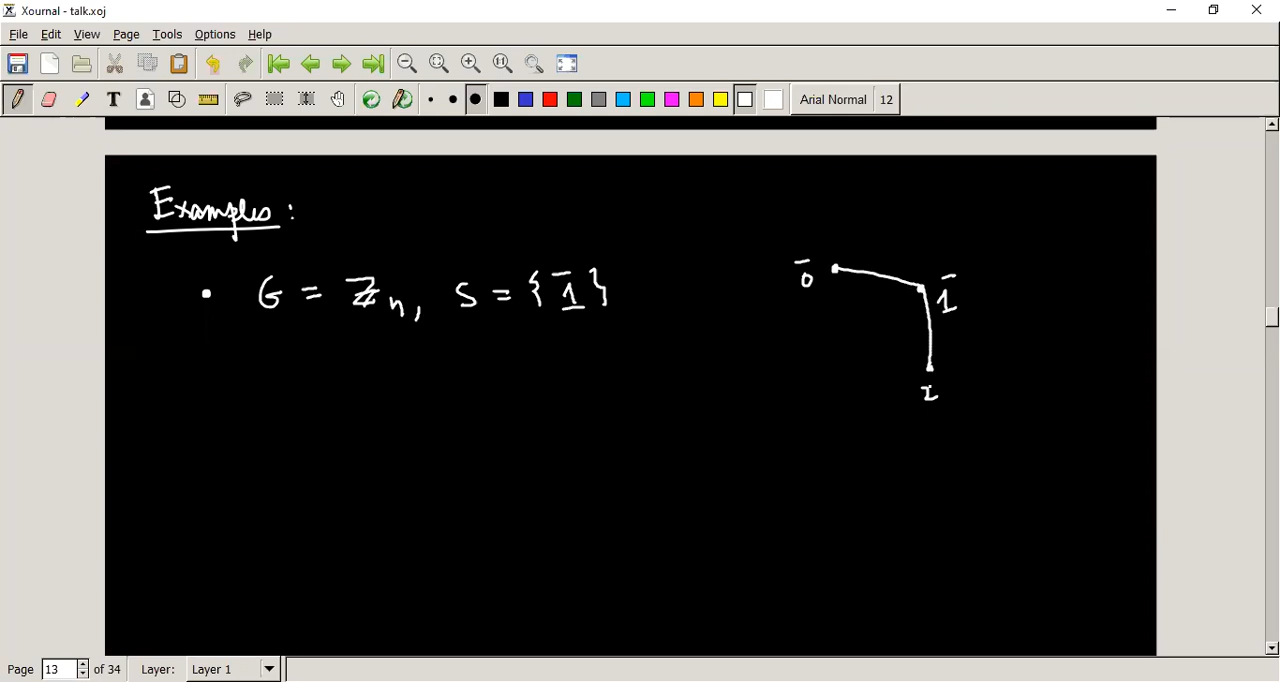 Xournal - talk.xoj
File Edit View Page Tools Options Help
Arial Normal 12
Examples:
• G = ℤₙ, S = {1̄}
0̄
1̄
2
Page 13 of 34 Layer: Layer 1